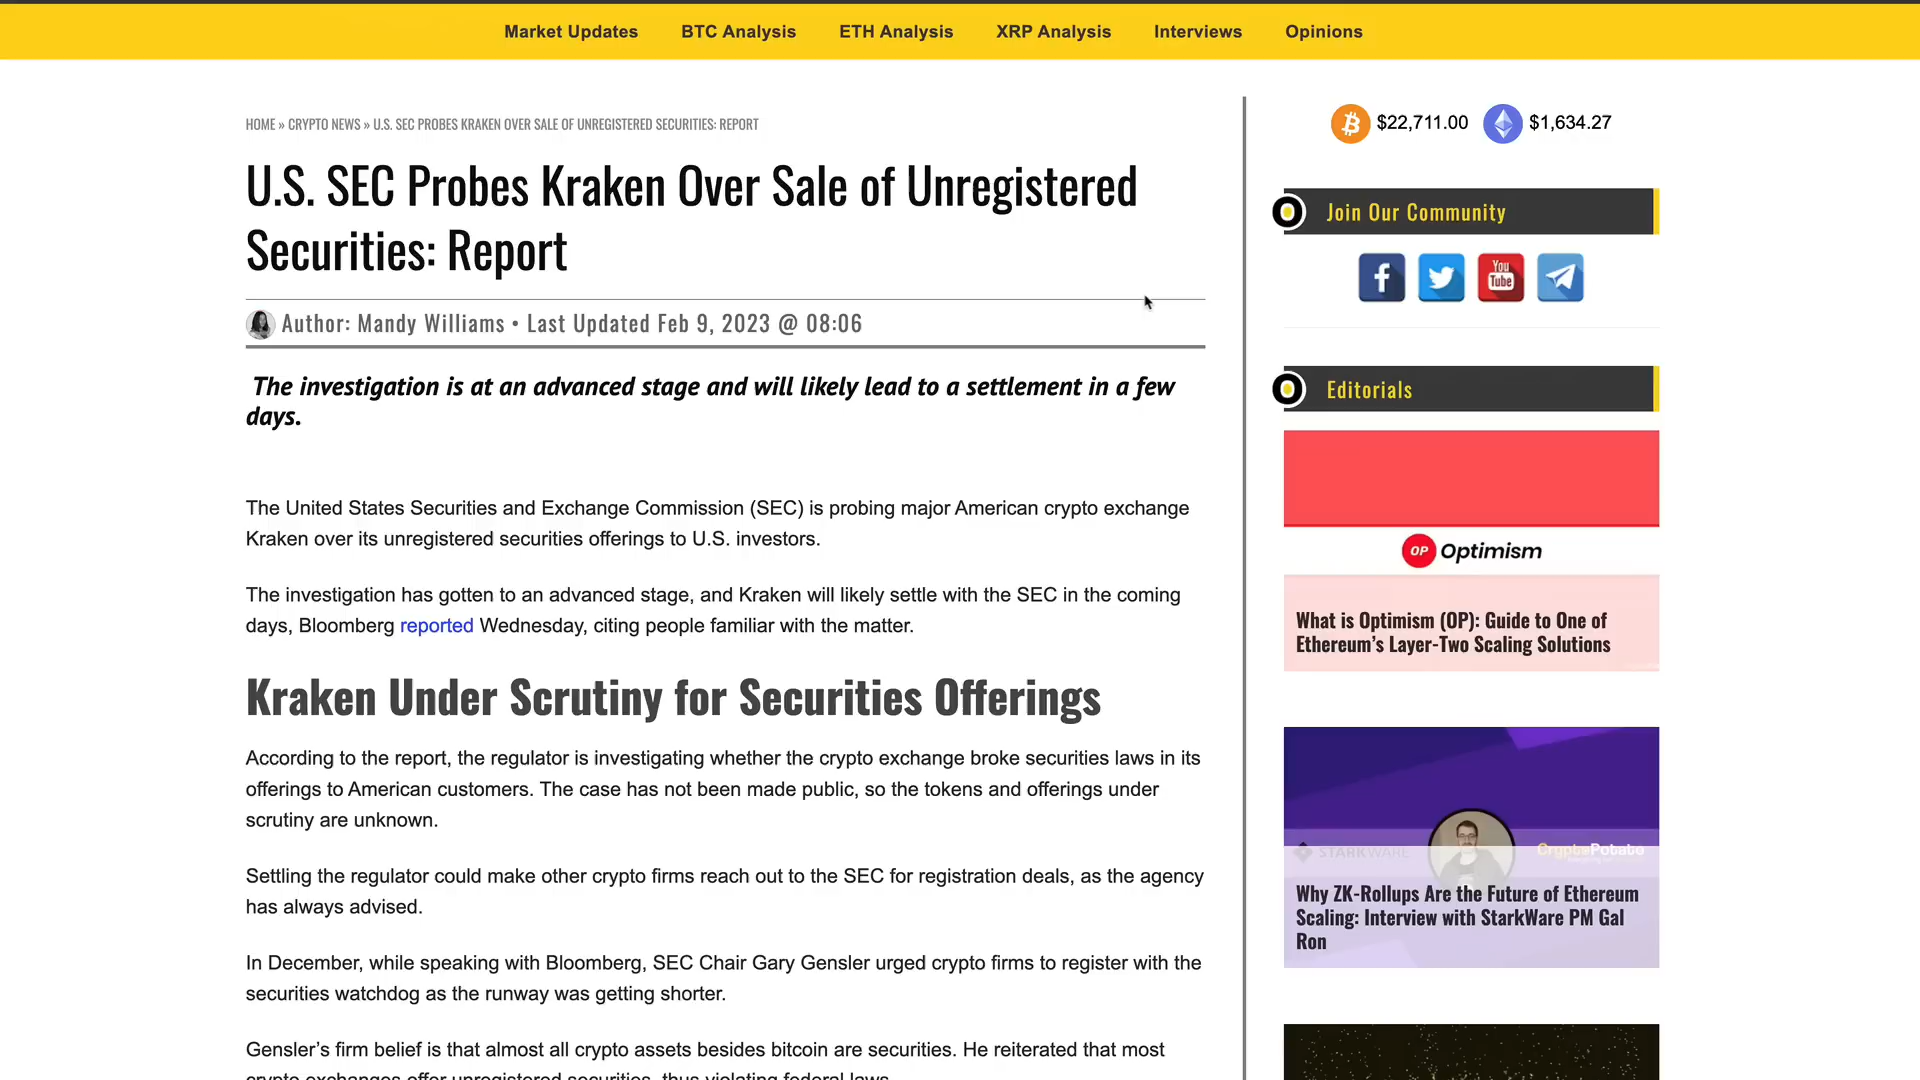 Market Updates BTC Analysis ETH Analysis XRP Analysis Interviews Opinions
HOME » CRYPTO NEWS » U.S. SEC PROBES KRAKEN OVER SALE OF UNREGISTERED SECURITIES: REPORT
U.S. SEC Probes Kraken Over Sale of Unregistered
Securities: Report
Author: Mandy Williams • Last Updated Feb 9, 2023 @ 08:06
The investigation is at an advanced stage and will likely lead to a settlement in a few
days.
The United States Securities and Exchange Commission (SEC) is probing major American crypto exchange
Kraken over its unregistered securities offerings to U.S. investors.
The investigation has gotten to an advanced stage, and Kraken will likely settle with the SEC in the coming
days, Bloomberg reported Wednesday, citing people familiar with the matter.
Kraken Under Scrutiny for Securities Offerings
According to the report, the regulator is investigating whether the crypto exchange broke securities laws in its
offerings to American customers. The case has not been made public, so the tokens and offerings under
scrutiny are unknown.
Settling the regulator could make other crypto firms reach out to the SEC for registration deals, as the agency
has always advised.
In December, while speaking with Bloomberg, SEC Chair Gary Gensler urged crypto firms to register with the
securities watchdog as the runway was getting shorter.
Gensler’s firm belief is that almost all crypto assets besides bitcoin are securities. He reiterated that most
crypto exchanges offer unregistered securities, thus violating federal laws.
$22,711.00 $1,634.27
Join Our Community
You
Tube
Editorials
OP Optimism
What is Optimism (OP): Guide to One of
Ethereum’s Layer-Two Scaling Solutions
STARKWARE CryptoPotato
Why ZK-Rollups Are the Future of Ethereum
Scaling: Interview with StarkWare PM Gal
Ron